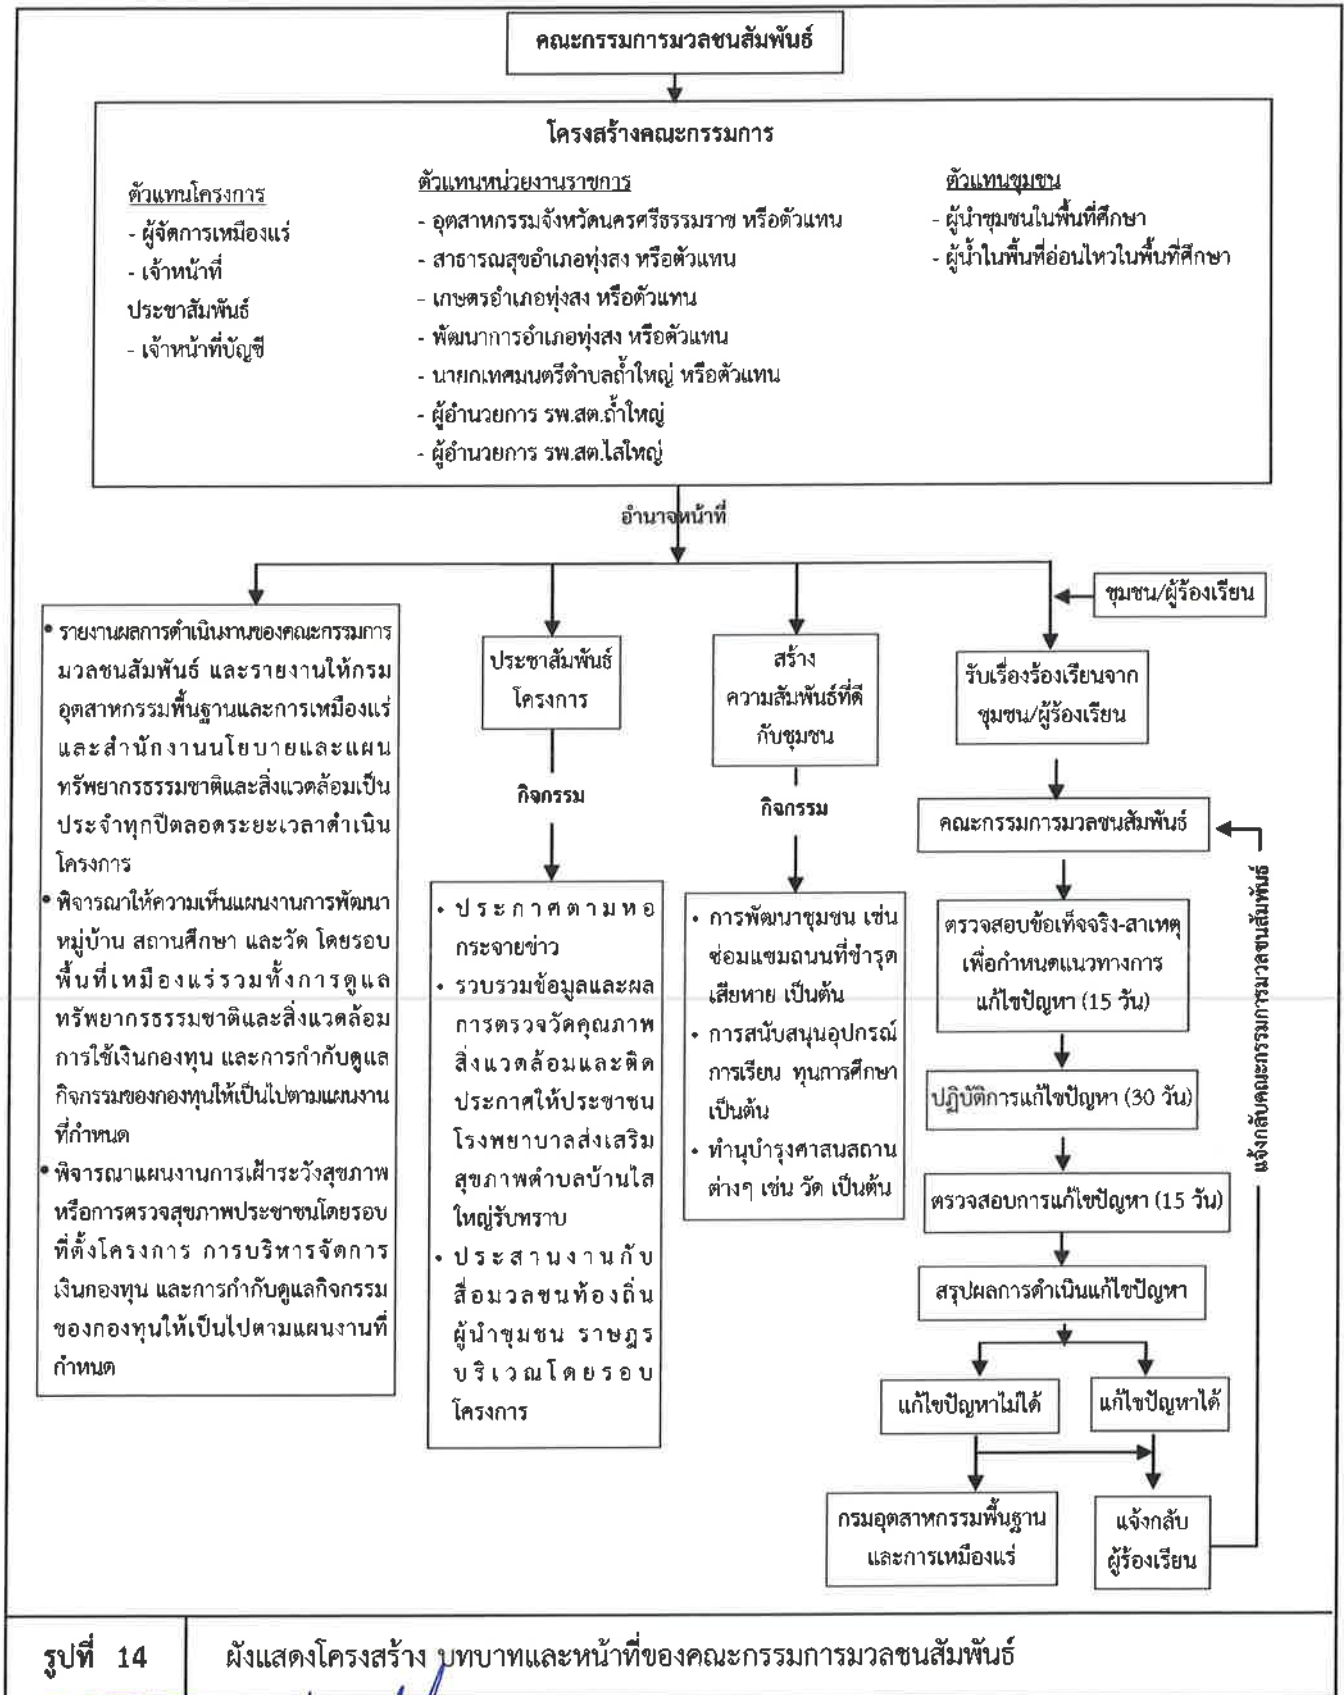 คณะกรรมการมวลชนสัมพันธ์
โครงสร้างคณะกรรมการ
ตัวแทนโครงการ
- ผู้จัดการเหมืองแร่
- เจ้าหน้าที่
ประชาสัมพันธ์
- เจ้าหน้าที่บัญชี
ตัวแทนหน่วยงานราชการ
- อุตสาหกรรมจังหวัดนครศรีธรรมราช หรือตัวแทน
- สาธารณสุขอำเภอทุ่งสง หรือตัวแทน
- เกษตรอำเภอทุ่งสง หรือตัวแทน
- พัฒนาการอำเภอทุ่งสง หรือตัวแทน
- นายกเทศมนตรีตำบลถ้ำใหญ่ หรือตัวแทน
- ผู้อำนวยการ รพ.สต.ถ้ำใหญ่
- ผู้อำนวยการ รพ.สต.ไสใหญ่
ตัวแทนชุมชน
- ผู้นำชุมชนในพื้นที่ศึกษา
- ผู้นำในพื้นที่อ่อนไหวในพื้นที่ศึกษา
อำนาจหน้าที่
• รายงานผลการดำเนินงานของคณะกรรมการ
มวลชนสัมพันธ์ และรายงานให้กรม
อุตสาหกรรมพื้นฐานและการเหมืองแร่
และสำนักงานนโยบายและแผน
ทรัพยากรธรรมชาติและสิ่งแวดล้อมเป็น
ประจำทุกปีตลอดระยะเวลาดำเนิน
โครงการ
• พิจารณาให้ความเห็นแผนงานการพัฒนา
หมู่บ้าน สถานศึกษา และวัด โดยรอบ
พื้นที่เหมืองแร่รวมทั้งการดูแล
ทรัพยากรธรรมชาติและสิ่งแวดล้อม
การใช้เงินกองทุน และการกำกับดูแล
กิจกรรมของกองทุนให้เป็นไปตามแผนงาน
ที่กำหนด
• พิจารณาแผนงานการเฝ้าระวังสุขภาพ
หรือการตรวจสุขภาพประชาชนโดยรอบ
ที่ตั้งโครงการ การบริหารจัดการ
เงินกองทุน และการกำกับดูแลกิจกรรม
ของกองทุนให้เป็นไปตามแผนงานที่
กำหนด
ประชาสัมพันธ์
โครงการ
กิจกรรม
• ประกาศตามหอ
กระจายข่าว
• รวบรวมข้อมูลและผล
การตรวจวัดคุณภาพ
สิ่งแวดล้อมและติด
ประกาศให้ประชาชน
โรงพยาบาลส่งเสริม
สุขภาพตำบลบ้านไส
ใหญ่รับทราบ
• ประสานงานกับ
สื่อมวลชนท้องถิ่น
ผู้นำชุมชน ราษฎร
บริเวณโดยรอบ
โครงการ
สร้าง
ความสัมพันธ์ที่ดี
กับชุมชน
กิจกรรม
• การพัฒนาชุมชน เช่น
ซ่อมแซมถนนที่ชำรุด
เสียหาย เป็นต้น
• การสนับสนุนอุปกรณ์
การเรียน ทุนการศึกษา
เป็นต้น
• ทำนุบำรุงศาสนสถาน
ต่างๆ เช่น วัด เป็นต้น
ชุมชน/ผู้ร้องเรียน
รับเรื่องร้องเรียนจาก
ชุมชน/ผู้ร้องเรียน
คณะกรรมการมวลชนสัมพันธ์
ตรวจสอบข้อเท็จจริง-สาเหตุ
เพื่อกำหนดแนวทางการ
แก้ไขปัญหา (15 วัน)
ปฏิบัติการแก้ไขปัญหา (30 วัน)
ตรวจสอบการแก้ไขปัญหา (15 วัน)
สรุปผลการดำเนินแก้ไขปัญหา
แก้ไขปัญหาไม่ได้
แก้ไขปัญหาได้
กรมอุตสาหกรรมพื้นฐาน
และการเหมืองแร่
แจ้งกลับ
ผู้ร้องเรียน
แจ้งกลับคณะกรรมการมวลชนสัมพันธ์
รูปที่ 14
ผังแสดงโครงสร้าง บทบาทและหน้าที่ของคณะกรรมการมวลชนสัมพันธ์